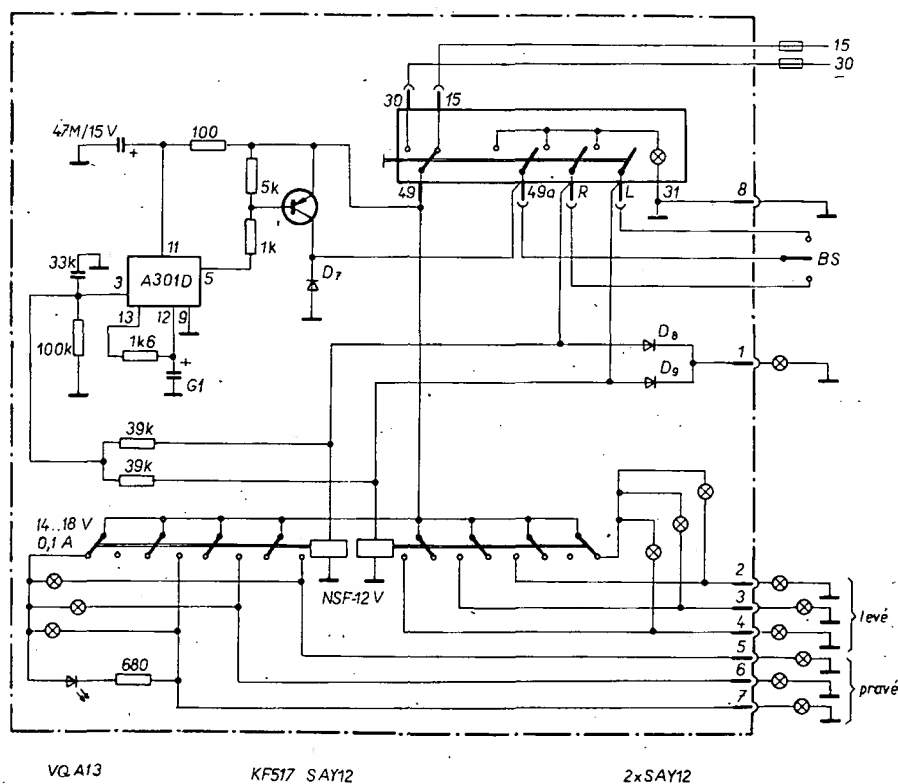 15
30
30 15
47M/15 V
100
5k
49
49a R L
31
8
1k
11
33k
3 A301D 5
D7
BS
13 12 9
100k
1k6
G1
D8
1
D9
39k
39k
14..18 V
0,1 A
NSF-12 V
2
3
4
levé
5
680
6
pravé
7
VQA13 KF517 SAY12 2xSAY12